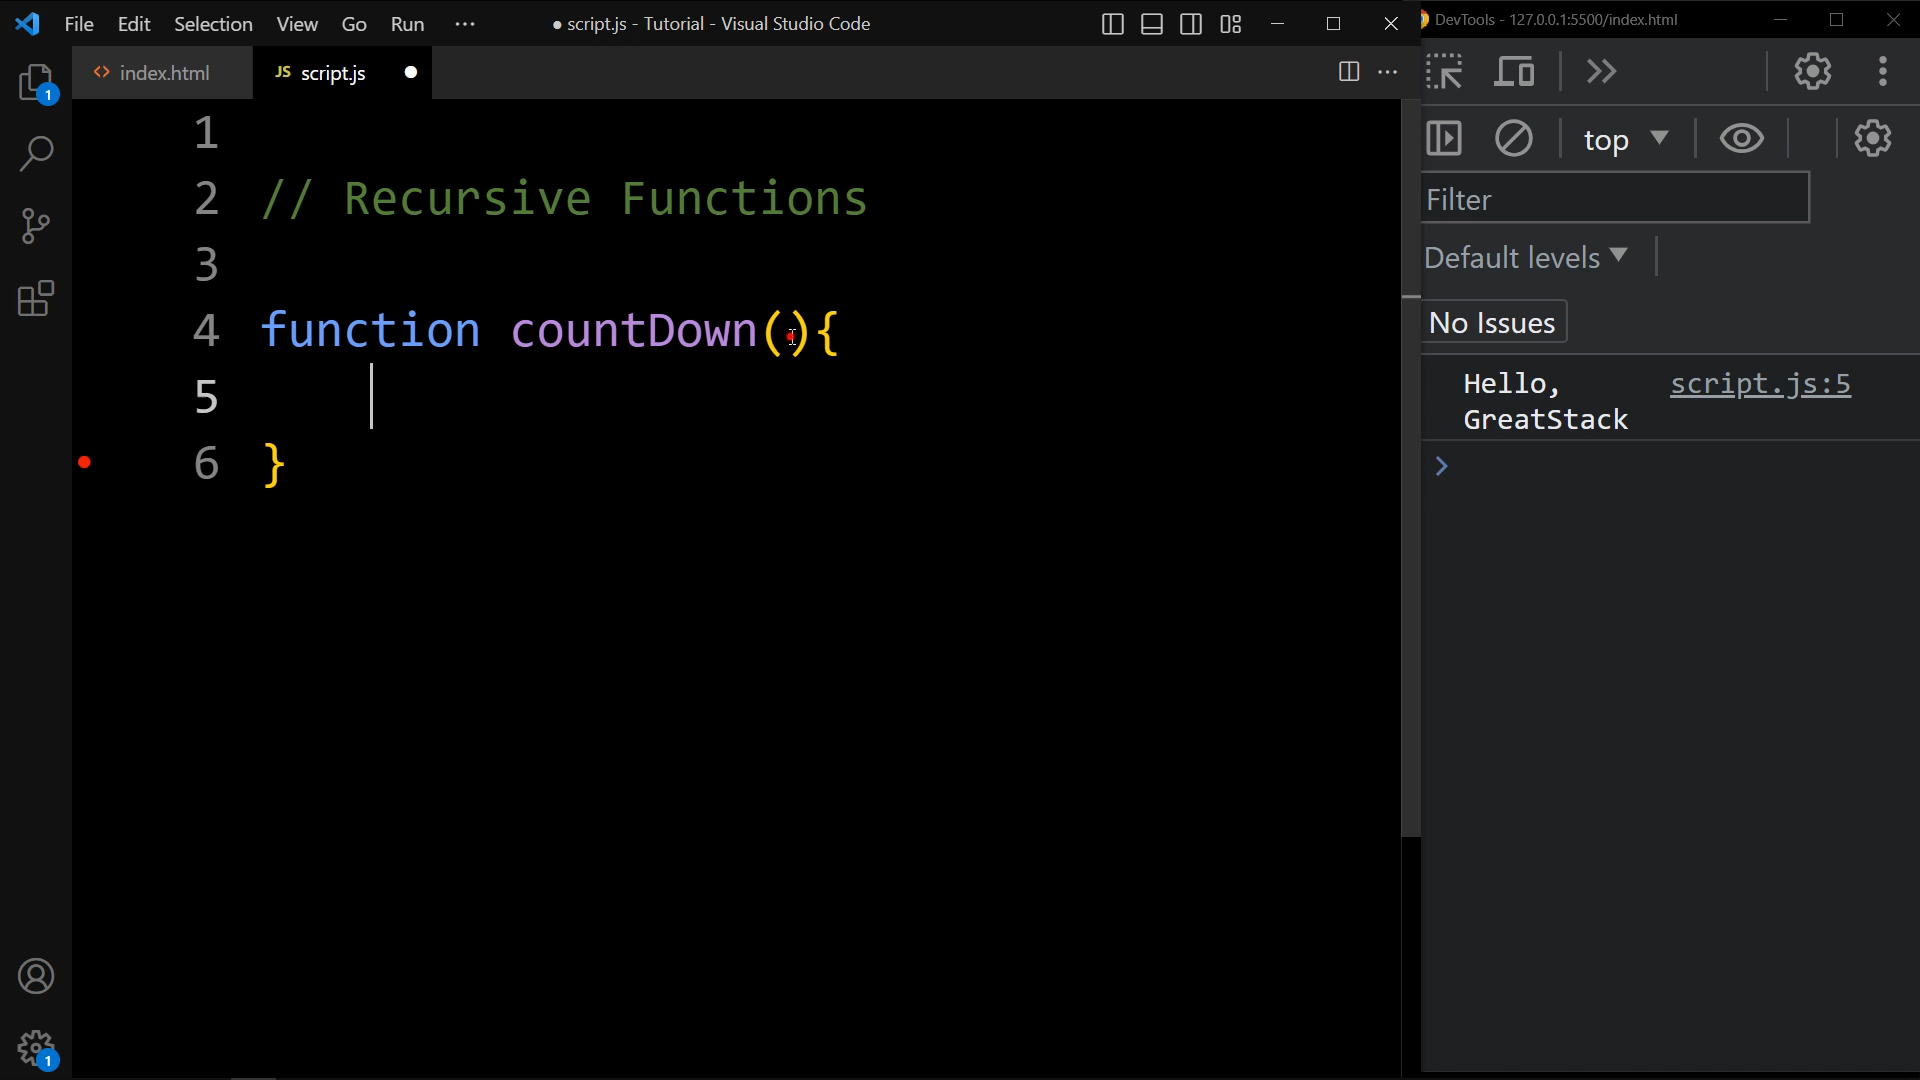 File Edit Selection View Go Run ··· ● script.js - Tutorial - Visual Studio Code
DevTools - 127.0.0.1:5500/index.html
<> index.html JS script.js ●
1
1
2 // Recursive Functions
3
4 function countDown(){
5
6 }
1
top
Filter
Default levels
No Issues
Hello, script.js:5
GreatStack
>